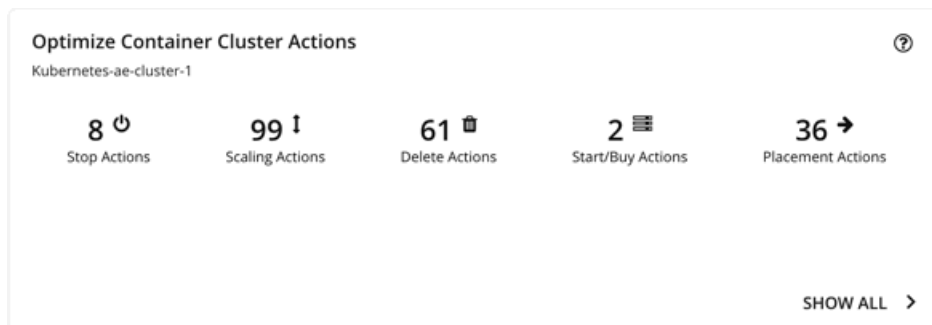 Optimize Container Cluster Actions
Kubernetes-ae-cluster-1
8 99 61 2 36
Stop Actions Scaling Actions Delete Actions Start/Buy Actions Placement Actions
SHOW ALL